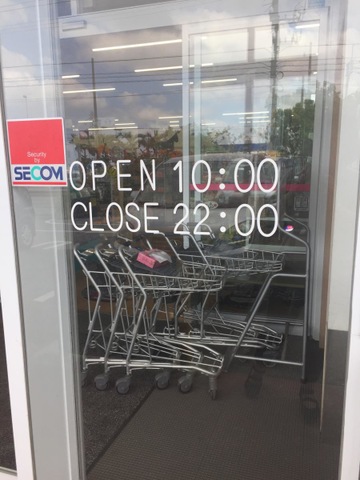 Security
by
SECOM
OPEN 10:00
CLOSE 22:00